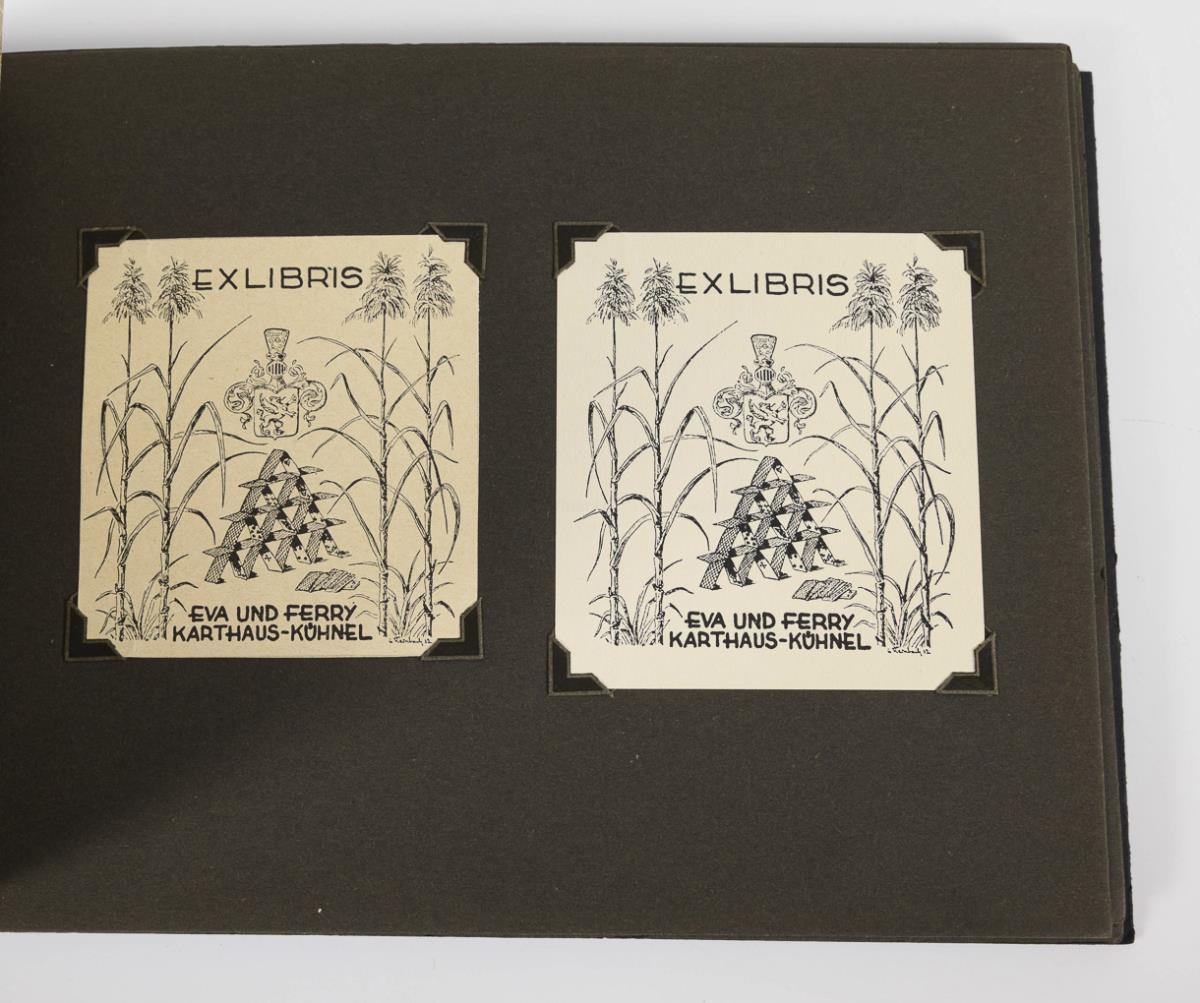 EXLIBRIS
EVA UND FERRY
KARTHAUS-KÜHNEL
EXLIBRIS
EVA UND FERRY
KARTHAUS-KÜHNEL